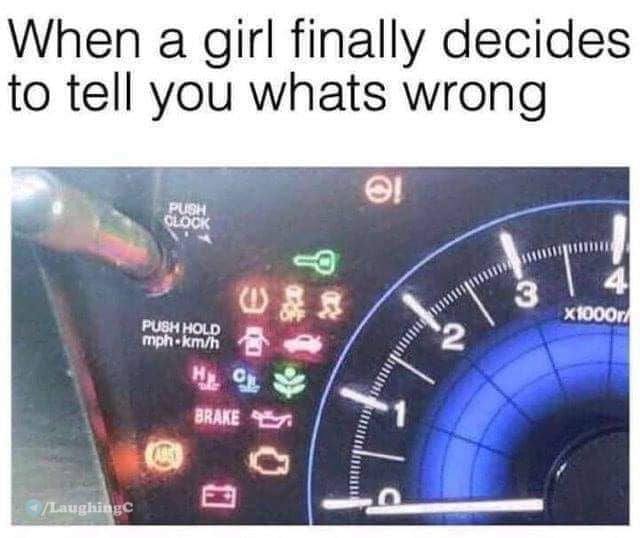 When a girl finally decides
to tell you whats wrong
PUSH
CLOCK
PUSH HOLD
mph•km/h
OFF
H
C
BRAKE
ABS
0
1
2
3
4
x1000r/
/LaughingC